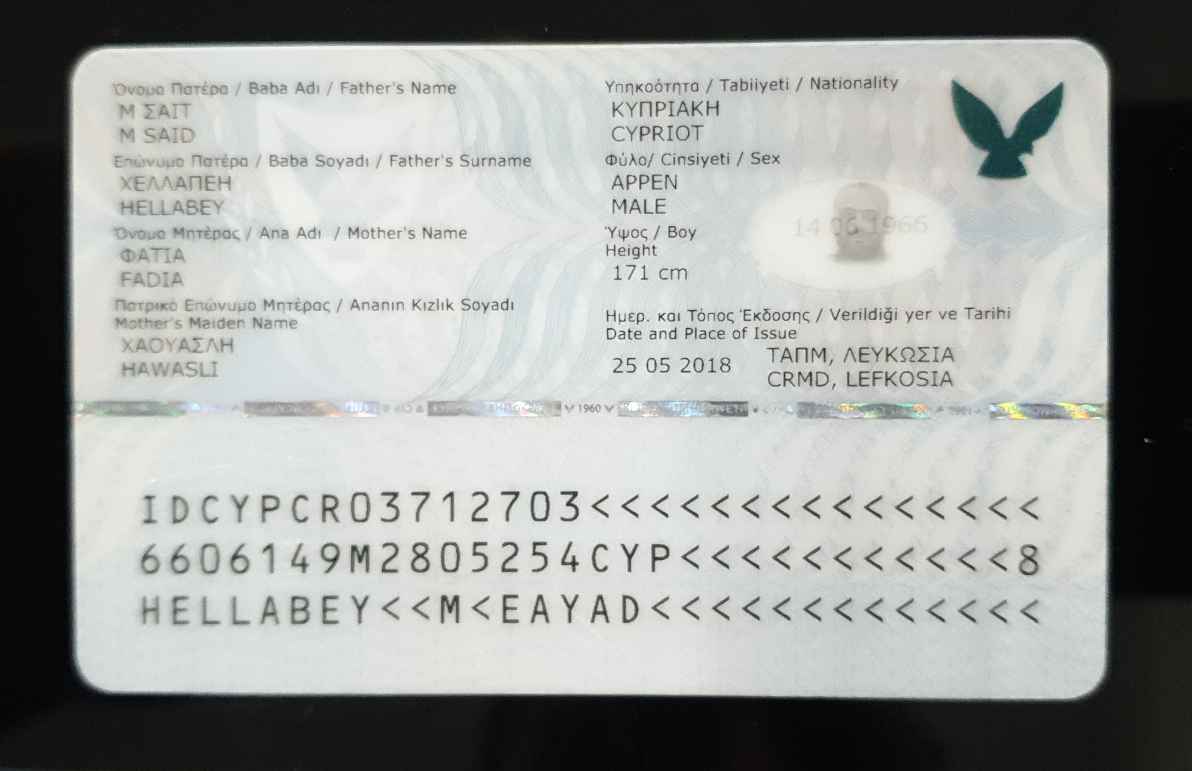 Όνομα Πατέρα / Baba Adı / Father's Name
Μ ΣΑΙΤ
M SAID
Επώνυμο Πατέρα / Baba Soyadı / Father's Surname
ΧΕΛΛΑΠΕΗ
HELLABEY
Όνομα Μητέρας / Ana Adı / Mother's Name
ΦΑΤΙΑ
FADIA
Πατρικό Επώνυμο Μητέρας / Ananın Kızlık Soyadı
Mother's Maiden Name
ΧΑΟΥΑΣΛΗ
HAWASLI
Υπηκοότητα / Tabiiyeti / Nationality
ΚΥΠΡΙΑΚΗ
CYPRIOT
Φύλο/ Cinsiyeti / Sex
ΑΡΡΕΝ
MALE
Ύψος / Boy
Height
171 cm
14 06 1966
Ημερ. και Τόπος Έκδοσης / Verildiği yer ve Tarihi
Date and Place of Issue
25 05 2018
ΤΑΠΜ, ΛΕΥΚΩΣΙΑ
CRMD, LEFKOSIA
1960
IDCYPCR03712703<<<<<<<<<<<<<<<
6606149M2805254CYP<<<<<<<<<<<8
HELLABEY<<M<EAYAD<<<<<<<<<<<<<